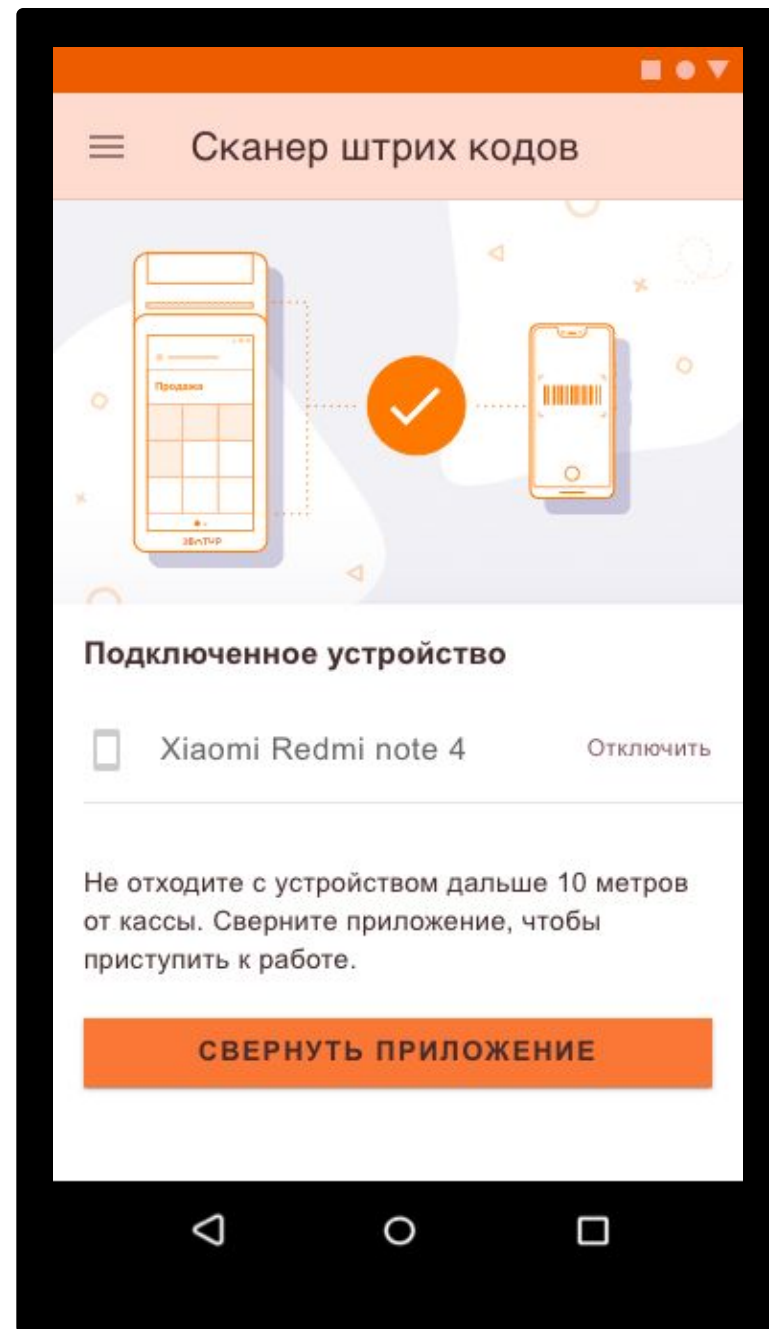 Сканер штрих кодов
Продажа
ЭВОТОР
Подключенное устройство
Xiaomi Redmi note 4
Отключить
Не отходите с устройством дальше 10 метров
от кассы. Сверните приложение, чтобы
приступить к работе.
СВЕРНУТЬ ПРИЛОЖЕНИЕ